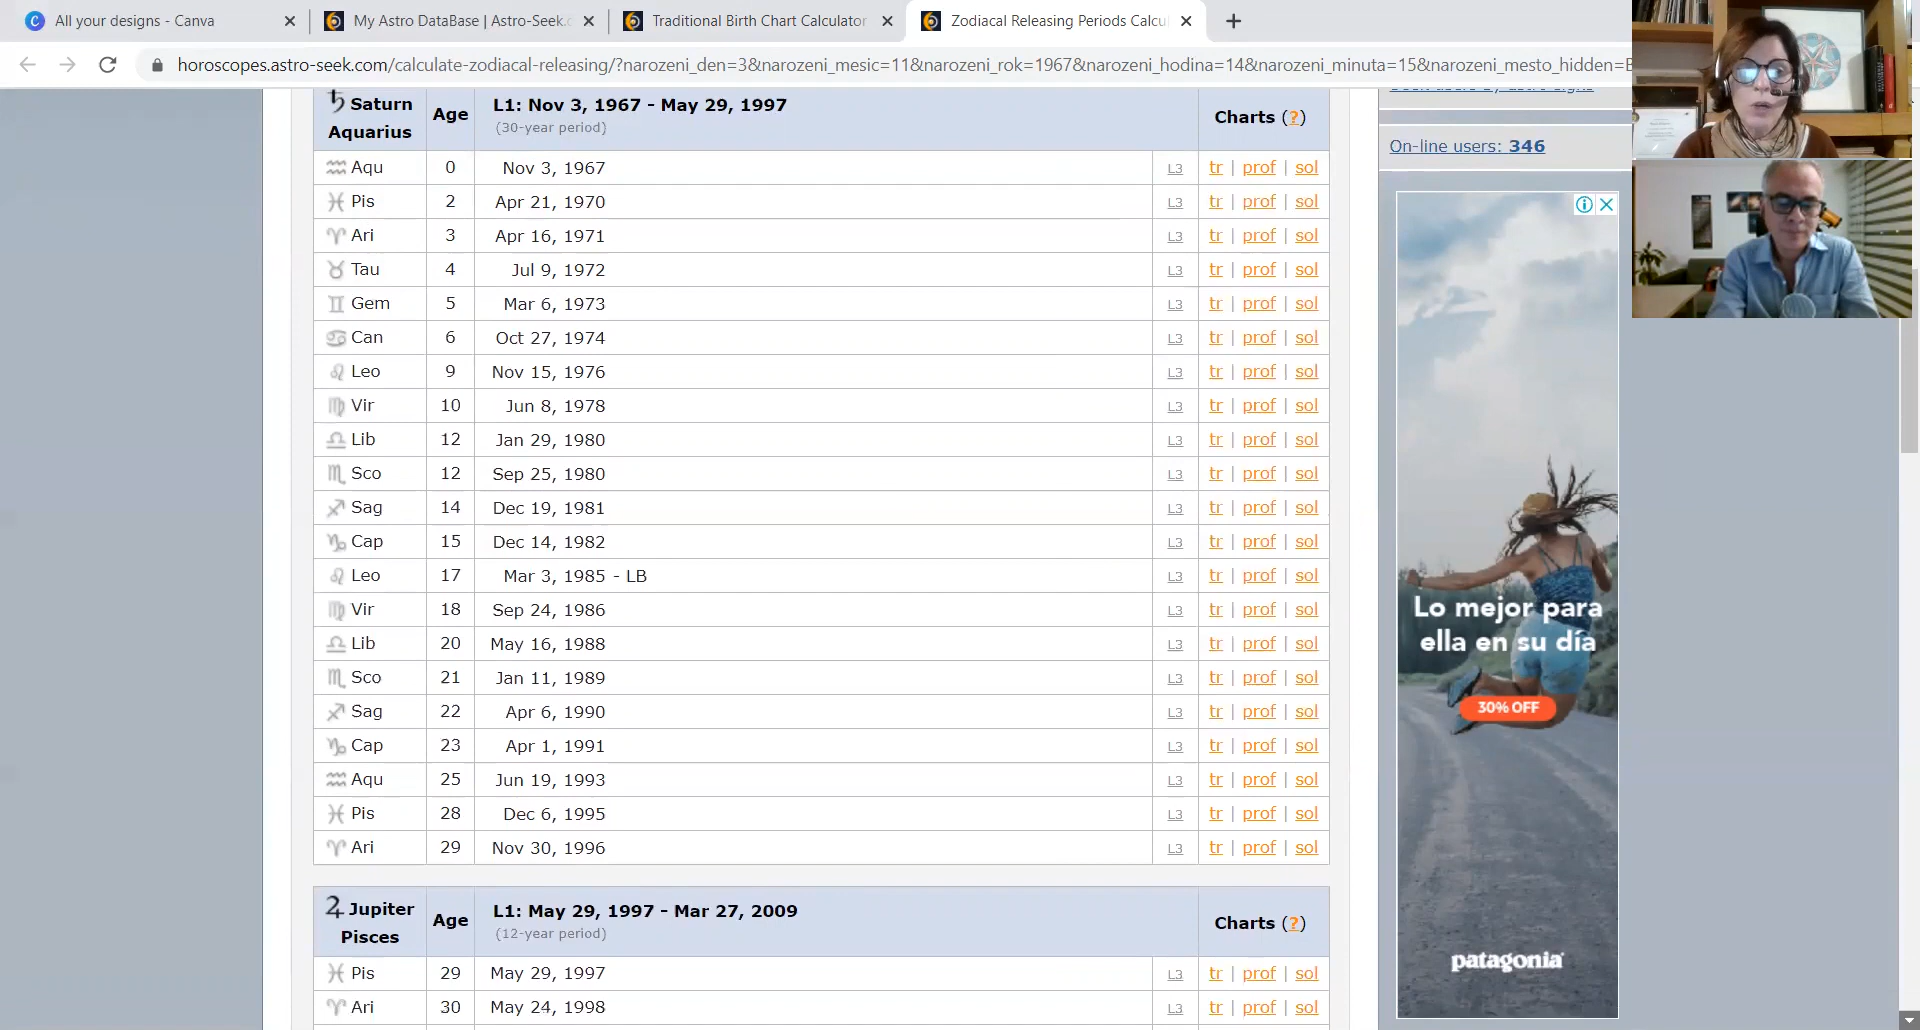 All your designs - Canva
My Astro DataBase | Astro-Seek.c
Traditional Birth Chart Calculator
Zodiacal Releasing Periods Calcu
horoscopes.astro-seek.com/calculate-zodiacal-releasing/?narozeni_den=3&narozeni_mesic=11&narozeni_rok=1967&narozeni_hodina=14&narozeni_minuta=15&narozeni_mesto_hidden=
Saturn Aquarius Age L1: Nov 3, 1967 - May 29, 1997 Charts (?)
(30-year period)
Aqu 0 Nov 3, 1967 L3 tr | prof | sol
Pis 2 Apr 21, 1970 L3 tr | prof | sol
Ari 3 Apr 16, 1971 L3 tr | prof | sol
Tau 4 Jul 9, 1972 L3 tr | prof | sol
Gem 5 Mar 6, 1973 L3 tr | prof | sol
Can 6 Oct 27, 1974 L3 tr | prof | sol
Leo 9 Nov 15, 1976 L3 tr | prof | sol
Vir 10 Jun 8, 1978 L3 tr | prof | sol
Lib 12 Jan 29, 1980 L3 tr | prof | sol
Sco 12 Sep 25, 1980 L3 tr | prof | sol
Sag 14 Dec 19, 1981 L3 tr | prof | sol
Cap 15 Dec 14, 1982 L3 tr | prof | sol
Leo 17 Mar 3, 1985 - LB L3 tr | prof | sol
Vir 18 Sep 24, 1986 L3 tr | prof | sol
Lib 20 May 16, 1988 L3 tr | prof | sol
Sco 21 Jan 11, 1989 L3 tr | prof | sol
Sag 22 Apr 6, 1990 L3 tr | prof | sol
Cap 23 Apr 1, 1991 L3 tr | prof | sol
Aqu 25 Jun 19, 1993 L3 tr | prof | sol
Pis 28 Dec 6, 1995 L3 tr | prof | sol
Ari 29 Nov 30, 1996 L3 tr | prof | sol
Jupiter Pisces Age L1: May 29, 1997 - Mar 27, 2009 Charts (?)
(12-year period)
Pis 29 May 29, 1997 L3 tr | prof | sol
Ari 30 May 24, 1998 L3 tr | prof | sol
On-line users: 346
Lo mejor para
ella en su día
30% OFF
patagonia